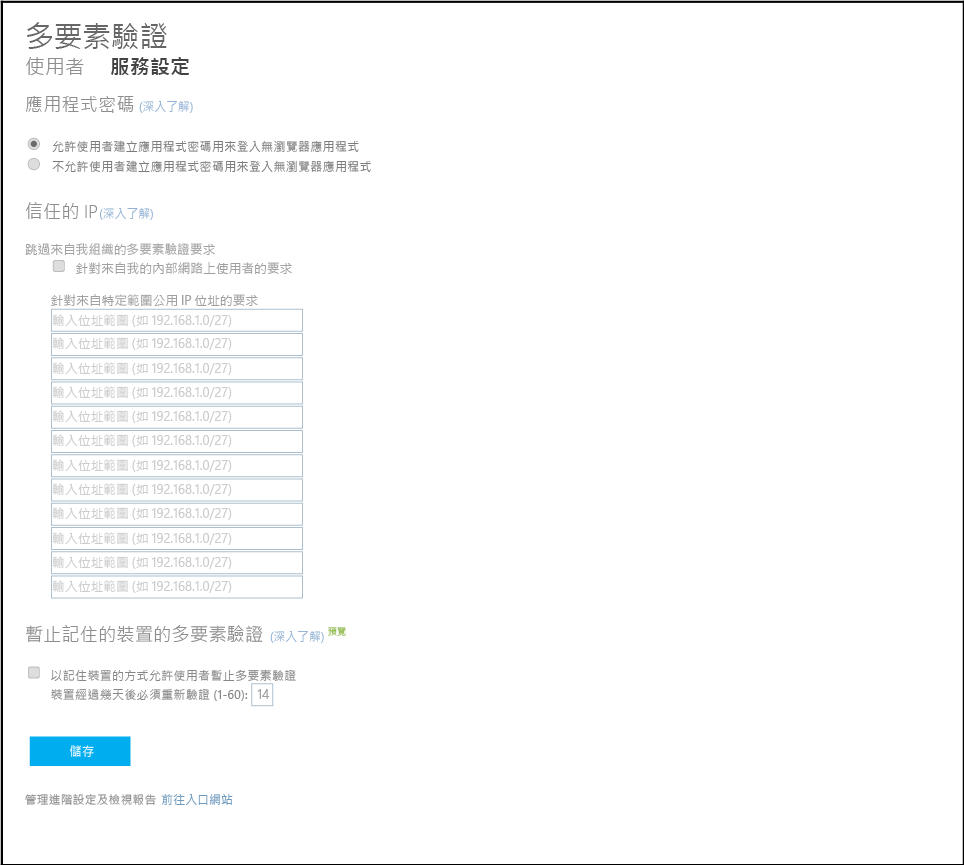 多要素驗證
使用者 服務設定
應用程式密碼 (深入了解)
允許使用者建立應用程式密碼用來登入無瀏覽器應用程式
不允許使用者建立應用程式密碼用來登入無瀏覽器應用程式
信任的 IP(深入了解)
跳過來自我組織的多要素驗證要求
針對來自我的內部網路上使用者的要求
針對來自特定範圍公用 IP 位址的要求
輸入位址範圍 (如 192.168.1.0/27)
輸入位址範圍 (如 192.168.1.0/27)
輸入位址範圍 (如 192.168.1.0/27)
輸入位址範圍 (如 192.168.1.0/27)
輸入位址範圍 (如 192.168.1.0/27)
輸入位址範圍 (如 192.168.1.0/27)
輸入位址範圍 (如 192.168.1.0/27)
輸入位址範圍 (如 192.168.1.0/27)
輸入位址範圍 (如 192.168.1.0/27)
輸入位址範圍 (如 192.168.1.0/27)
輸入位址範圍 (如 192.168.1.0/27)
輸入位址範圍 (如 192.168.1.0/27)
暫止記住的裝置的多要素驗證 (深入了解) 預覽
以記住裝置的方式允許使用者暫止多要素驗證
裝置經過幾天後必須重新驗證 (1-60): 14
儲存
管理進階設定及檢視報告 前往入口網站